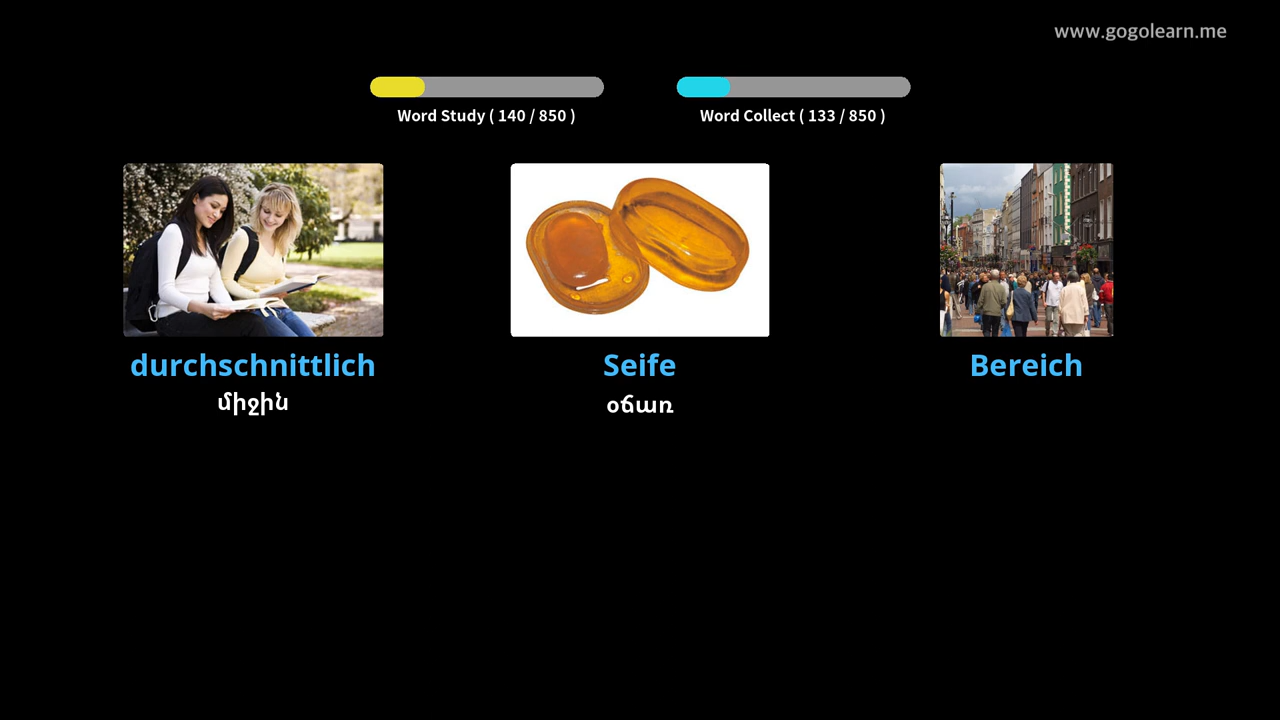 www.gogolearn.me
Word Study ( 140 / 850 )
Word Collect ( 133 / 850 )
durchschnittlich
Seife
Bereich
միջին
օճառ